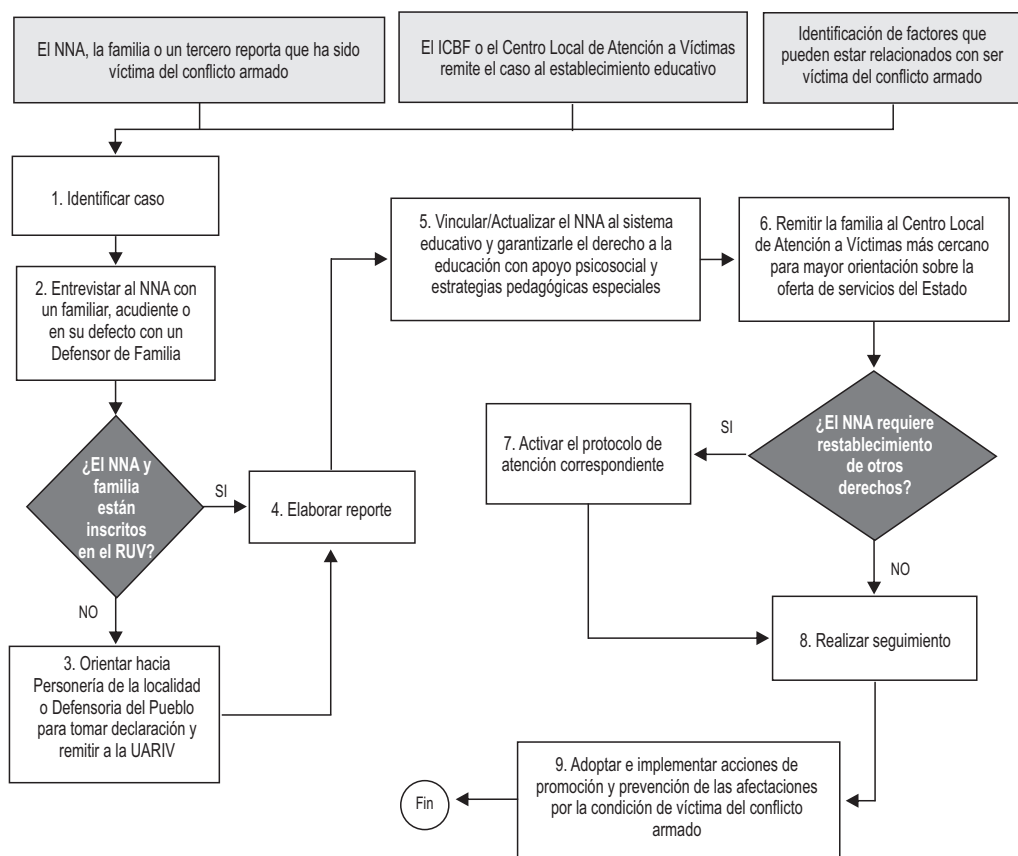 El NNA, la familia o un tercero reporta que ha sido
víctima del conflicto armado
El ICBF o el Centro Local de Atención a Víctimas
remite el caso al establecimiento educativo
Identificación de factores que
pueden estar relacionados con ser
víctima del conflicto armado
1. Identificar caso
2. Entrevistar al NNA con
un familiar, acudiente o
en su defecto con un
Defensor de Familia
¿El NNA y
familia
están
inscritos
en el RUV?
SI
NO
3. Orientar hacia
Personería de la localidad
o Defensoria del Pueblo
para tomar declaración y
remitir a la UARIV
4. Elaborar reporte
5. Vincular/Actualizar el NNA al sistema
educativo y garantizarle el derecho a la
educación con apoyo psicosocial y
estrategias pedagógicas especiales
6. Remitir la familia al Centro Local
de Atención a Víctimas más cercano
para mayor orientación sobre la
oferta de servicios del Estado
¿El NNA requiere
restablecimiento
de otros
derechos?
SI
NO
7. Activar el protocolo de
atención correspondiente
8. Realizar seguimiento
9. Adoptar e implementar acciones de
promoción y prevención de las afectaciones
por la condición de víctima del conflicto
armado
Fin